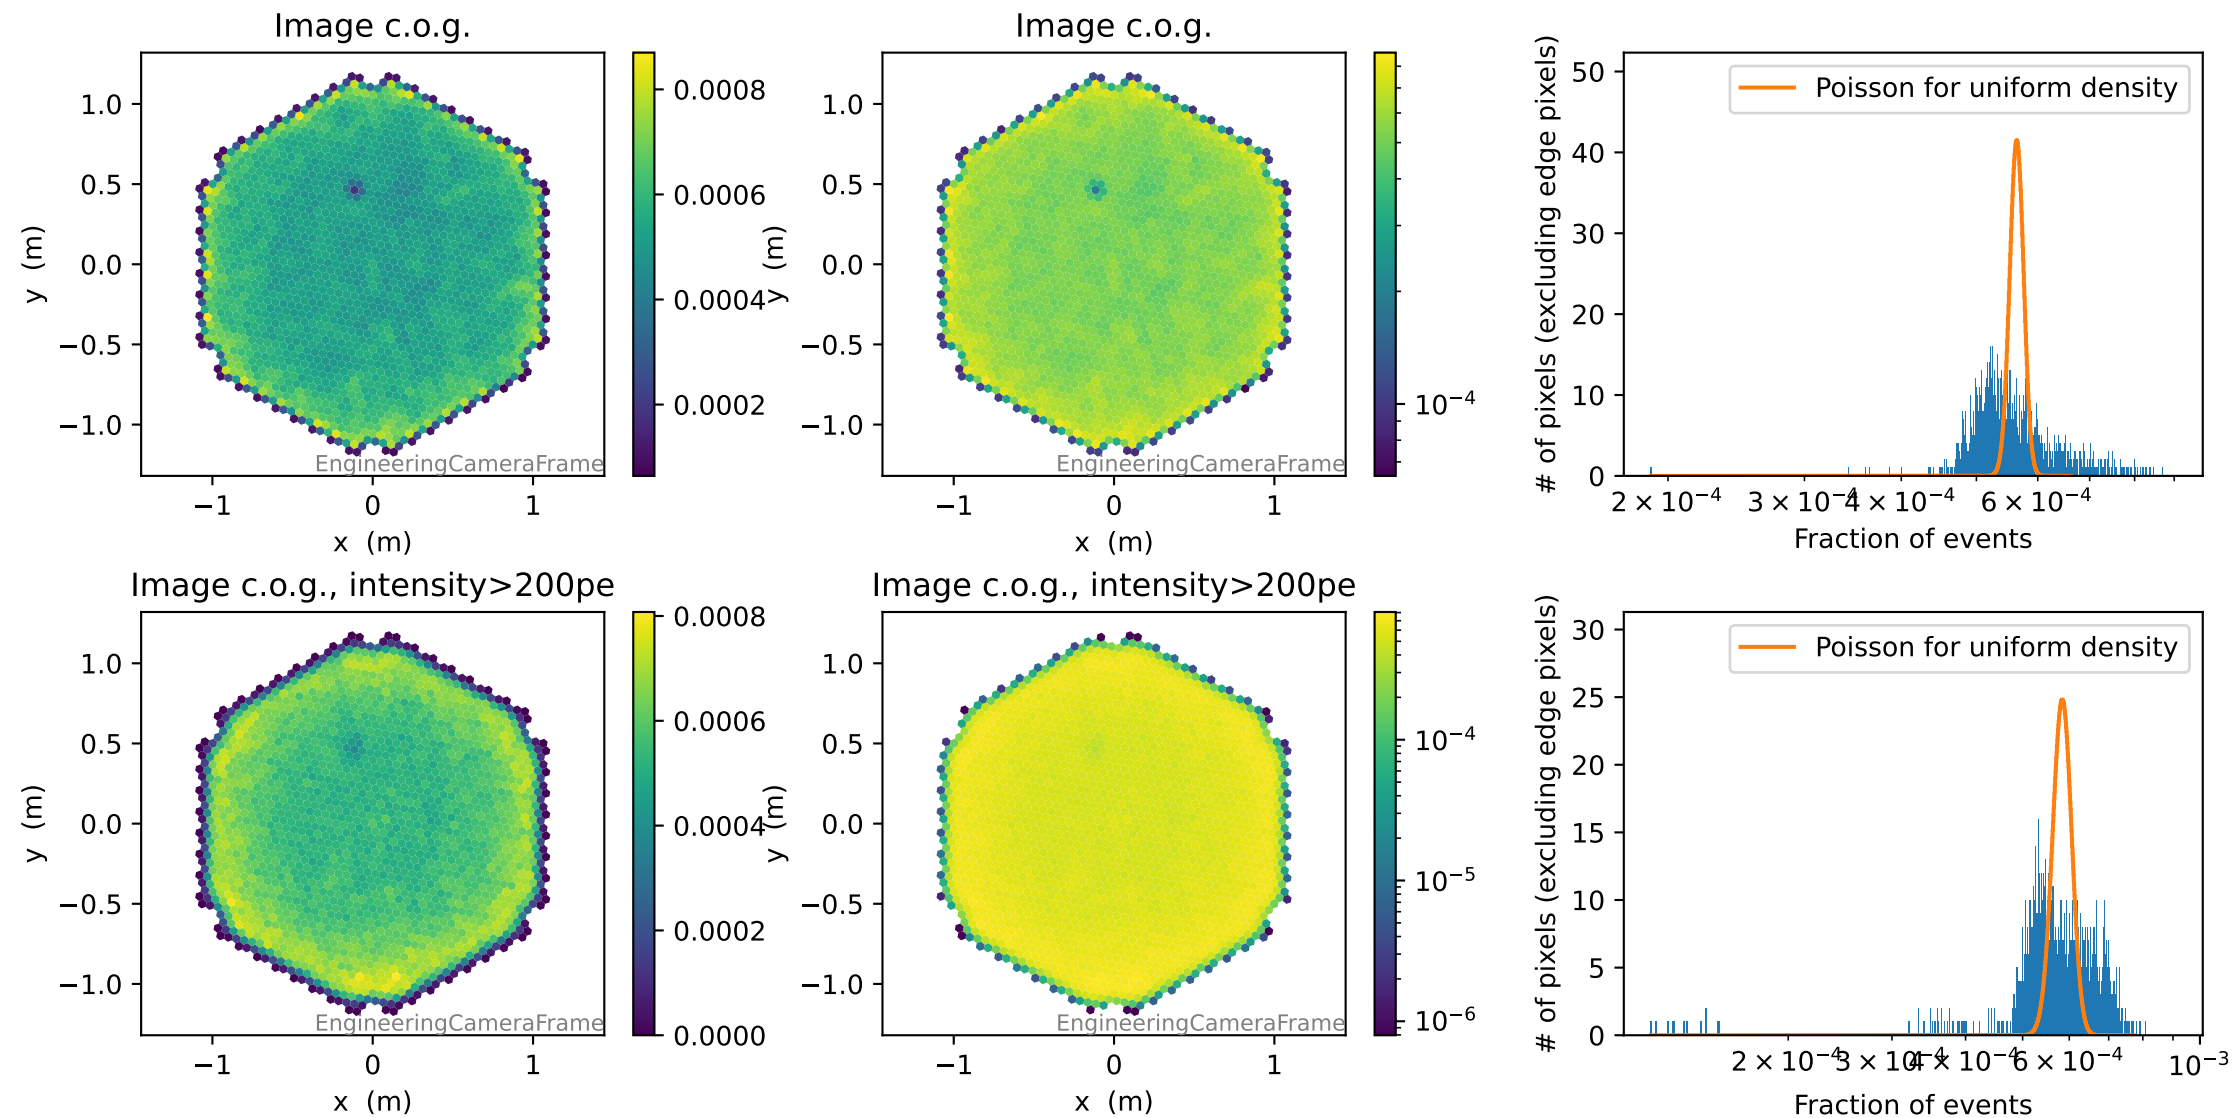 Image c.o.g.
Image c.o.g.
1.0
0.5
0.0
−0.5
−1.0
y (m)
−1
0
1
x (m)
EngineeringCameraFrame
0.0008
0.0006
0.0004
0.0002
1.0
0.5
0.0
−0.5
−1.0
y (m)
−1
0
1
x (m)
EngineeringCameraFrame
10⁻⁴
# of pixels (excluding edge pixels)
50
40
30
20
10
0
Poisson for uniform density
2 × 10⁻⁴
3 × 10⁻⁴
4 × 10⁻⁴
6 × 10⁻⁴
Fraction of events
Image c.o.g., intensity>200pe
Image c.o.g., intensity>200pe
1.0
0.5
0.0
−0.5
−1.0
y (m)
−1
0
1
x (m)
EngineeringCameraFrame
0.0008
0.0006
0.0004
0.0002
0.0000
1.0
0.5
0.0
−0.5
−1.0
y (m)
−1
0
1
x (m)
EngineeringCameraFrame
10⁻⁴
10⁻⁵
10⁻⁶
# of pixels (excluding edge pixels)
30
25
20
15
10
5
0
Poisson for uniform density
2 × 10⁻⁴
3 × 10⁻⁴
4 × 10⁻⁴
6 × 10⁻⁴
10⁻³
Fraction of events